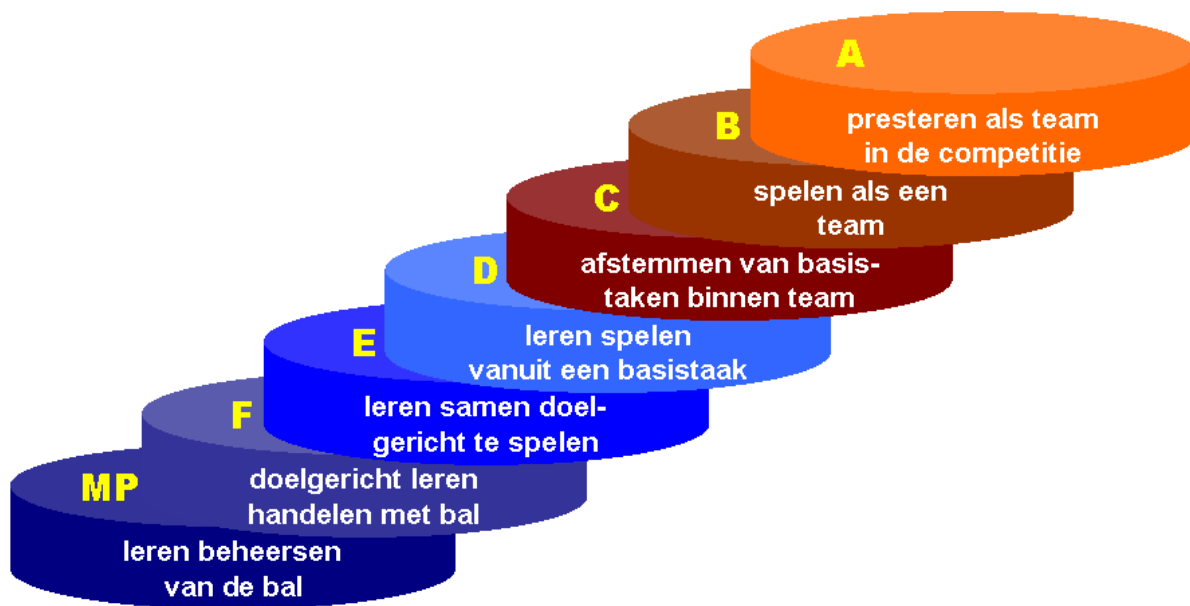 A
presteren als team
in de competitie
B
spelen als een
team
C
afstemmen van basis-
taken binnen team
D
leren spelen
vanuit een basistaak
E
leren samen doel-
gericht te spelen
F
doelgericht leren
handelen met bal
MP
leren beheersen
van de bal